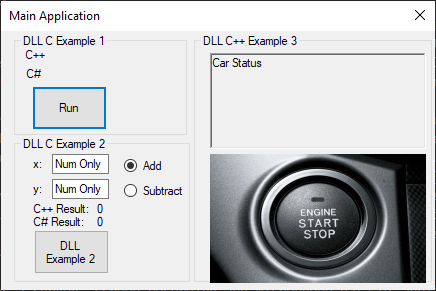 Main Application
DLL C Example 1
C++
C#
Run
DLL C Example 2
x: Num Only Add
y: Num Only Subtract
C++ Result: 0
C# Result: 0
DLL
Example 2
DLL C++ Example 3
Car Status
ENGINE
START
STOP